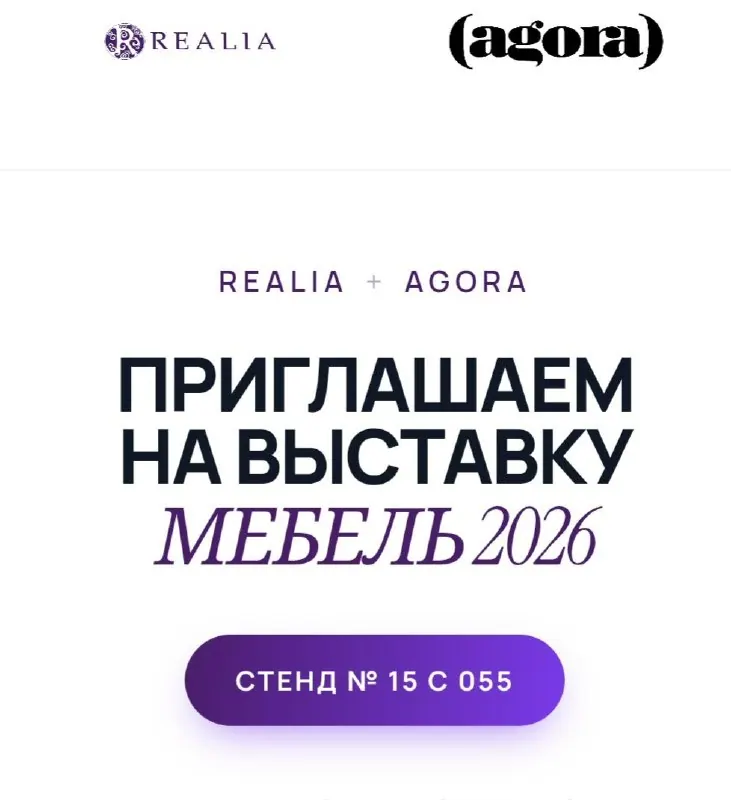 REALIA (agora)
REALIA + AGORA
ПРИГЛАШАЕМ
НА ВЫСТАВКУ
МЕБЕЛЬ 2026
СТЕНД № 15 С 055